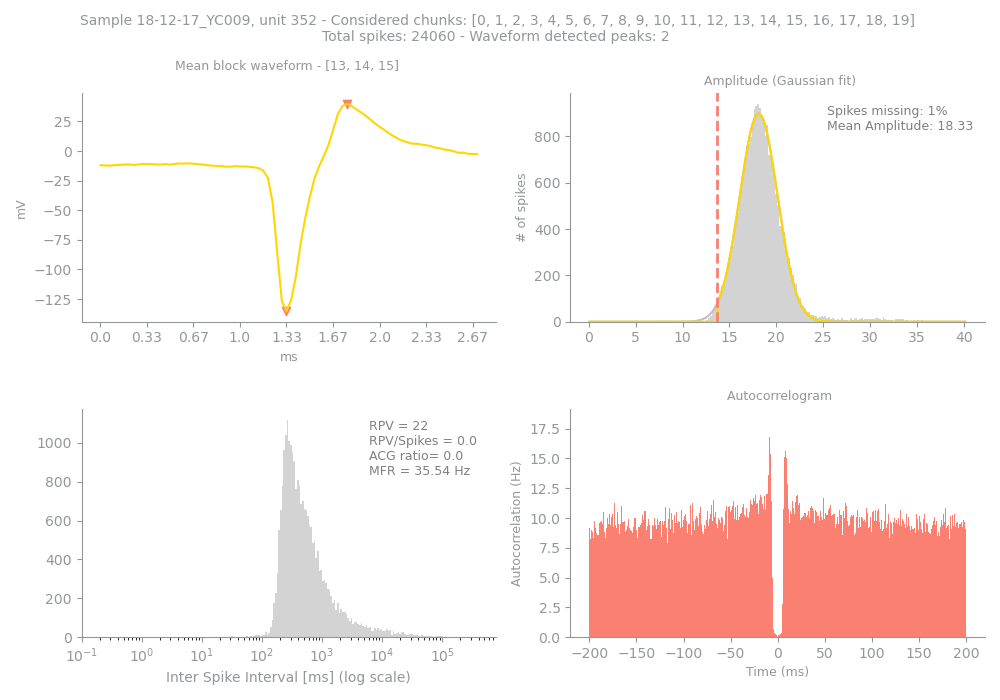 Sample 18-12-17_YC009, unit 352 - Considered chunks: [0, 1, 2, 3, 4, 5, 6, 7, 8, 9, 10, 11, 12, 13, 14, 15, 16, 17, 18, 19]
Total spikes: 24060 - Waveform detected peaks: 2
Mean block waveform - [13, 14, 15]
25
0
−25
−50
−75
−100
−125
mV
0.0 0.33 0.67 1.0 1.33 1.67 2.0 2.33 2.67
ms
Amplitude (Gaussian fit)
Spikes missing: 1%
Mean Amplitude: 18.33
800
600
400
200
0
# of spikes
0 5 10 15 20 25 30 35 40
RPV = 22
RPV/Spikes = 0.0
ACG ratio= 0.0
MFR = 35.54 Hz
1000
800
600
400
200
0
10⁻¹ 10⁰ 10¹ 10² 10³ 10⁴ 10⁵
Inter Spike Interval [ms] (log scale)
Autocorrelogram
17.5
15.0
12.5
10.0
7.5
5.0
2.5
0.0
Autocorrelation (Hz)
−200 −150 −100 −50 0 50 100 150 200
Time (ms)